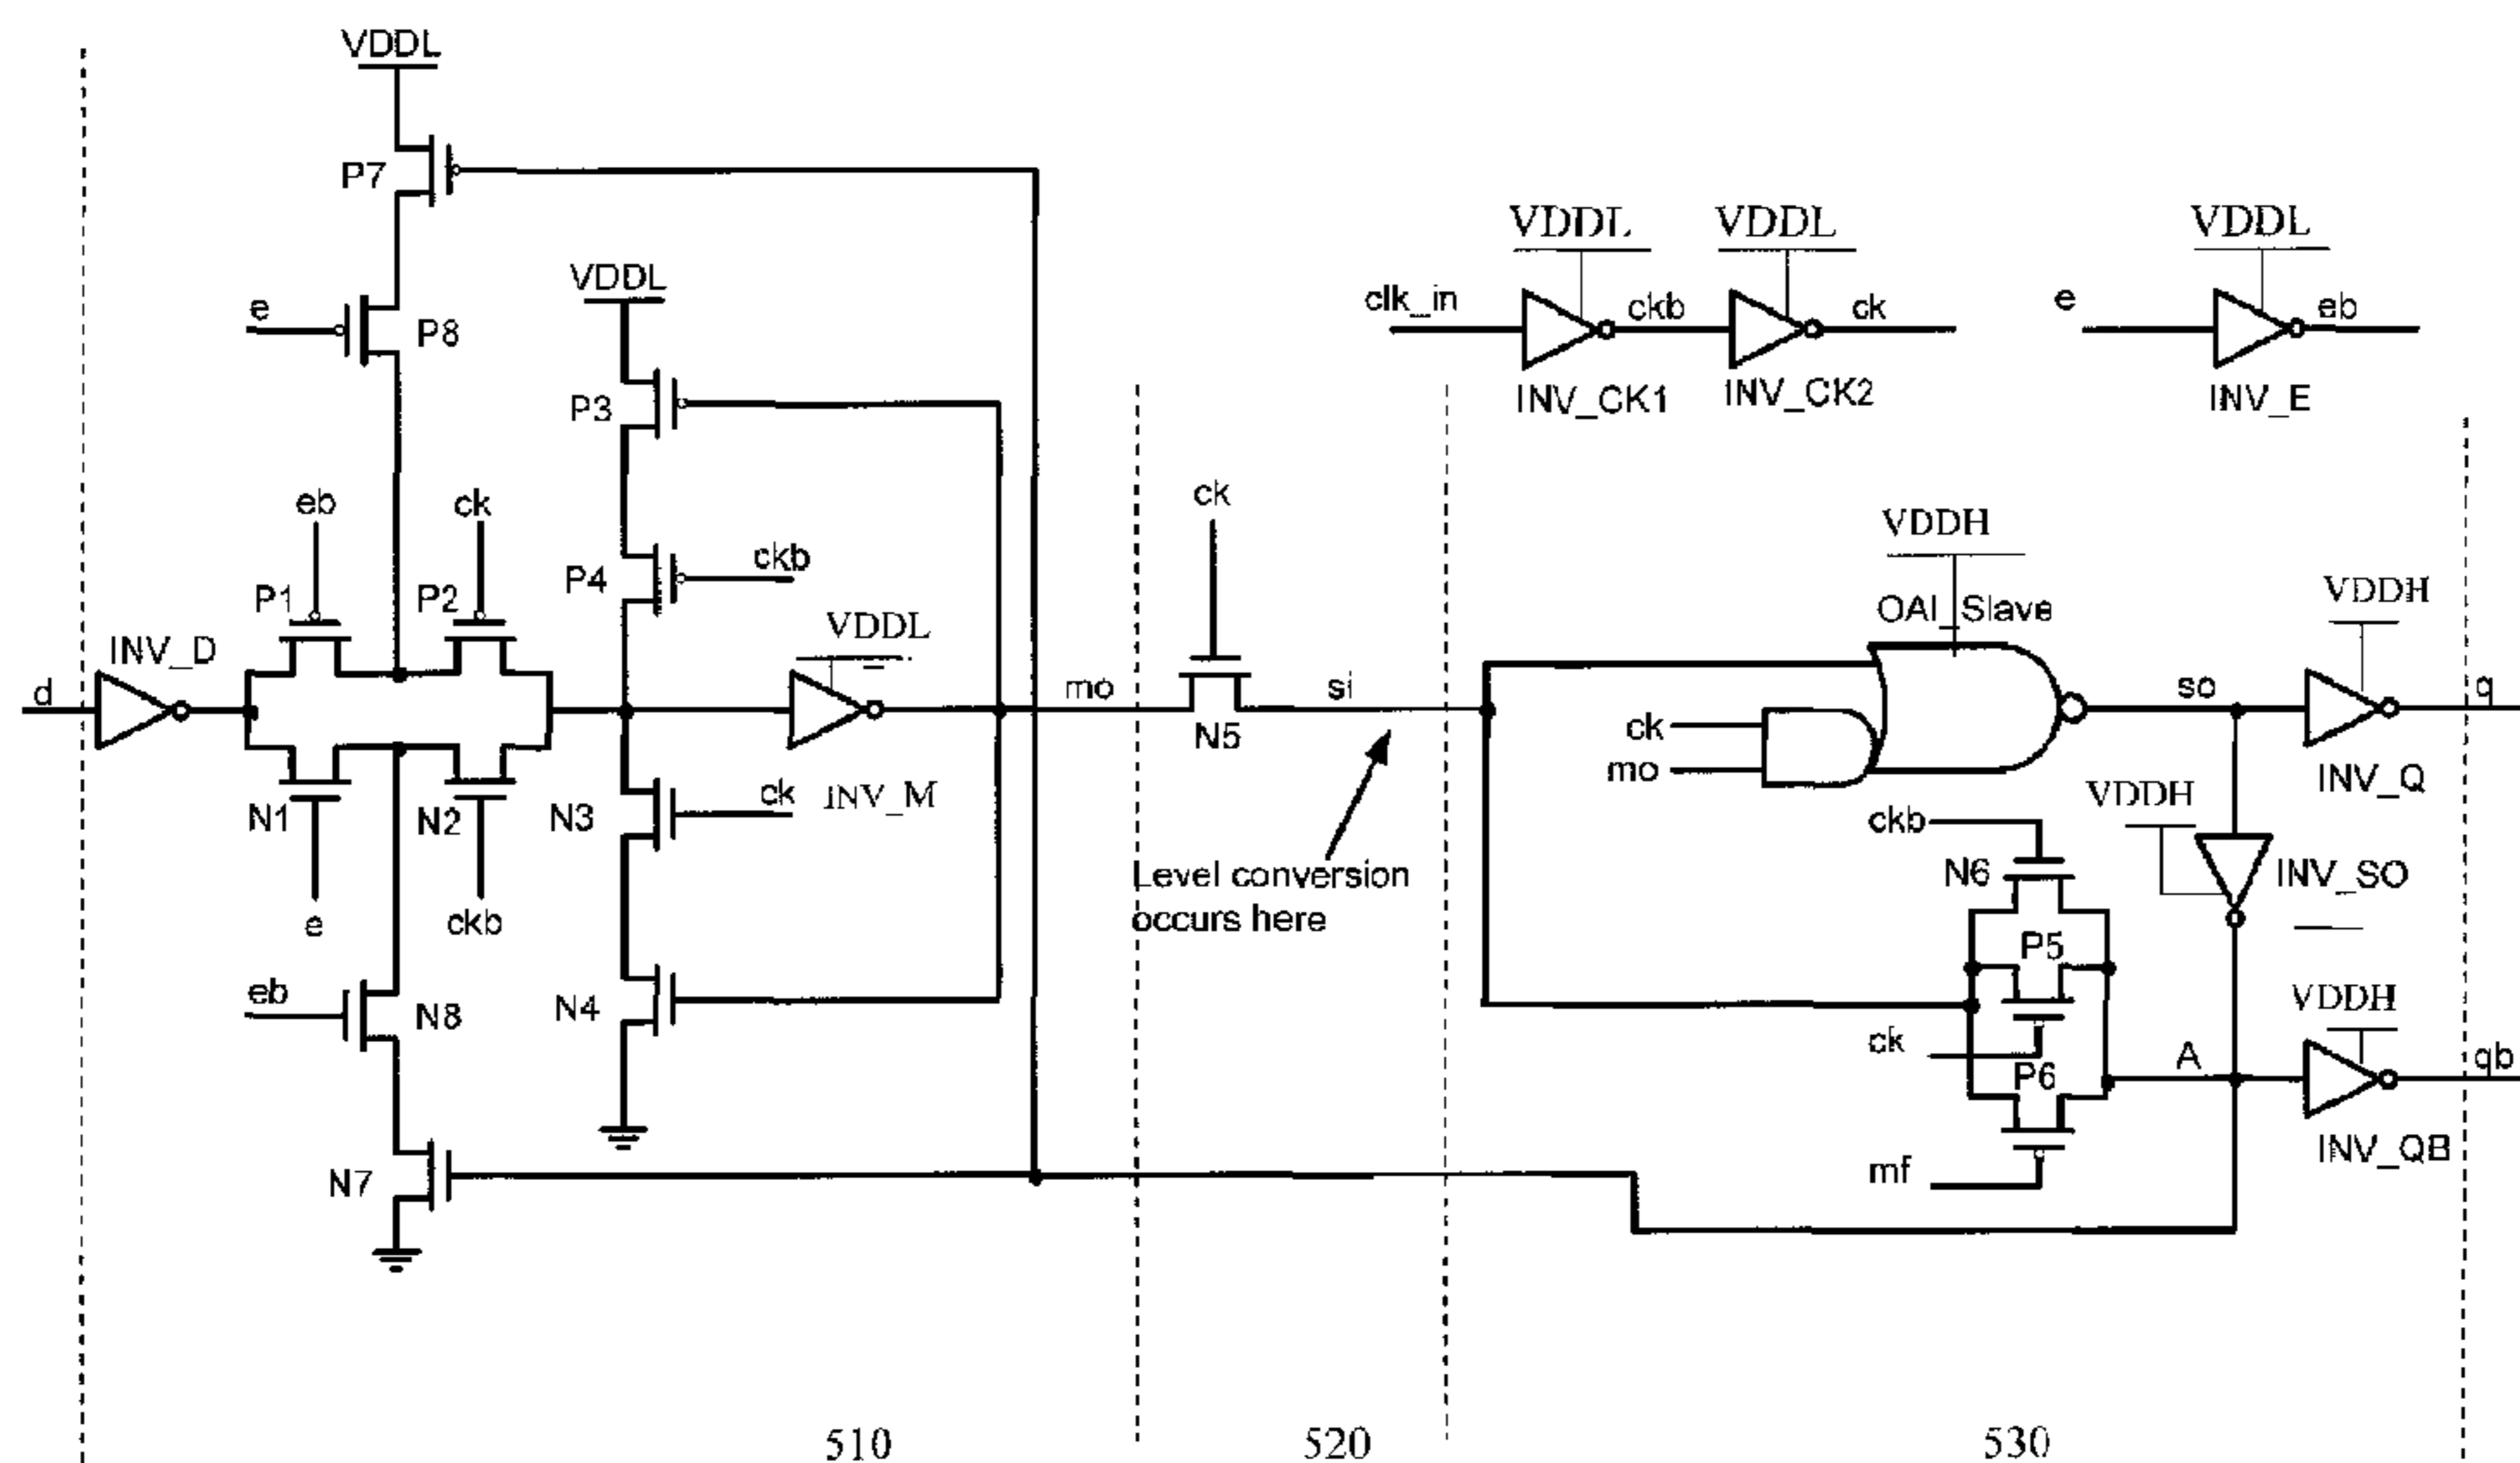 VDDL
P7
VDDL VDDL VDDL
VDDL
e
P8
clk_in
ckb
ck
e
eb
INV_CK1
INV_CK2
INV_E
P3
ck
eb
ck
P4
ckb
VDDH
VDDH
OAI_Slave
P1
P2
VDDL
INV_D
d
mo
si
so
q
N5
ck
mo
INV_Q
N1
N2
N3
ck
INV_M
VDDH
ckb
e
ckb
Level conversion
occurs here
N6
INV_SO
P5
eb
N8
N4
VDDH
ck
P6
A
qb
INV_QB
N7
mf
510
520
530